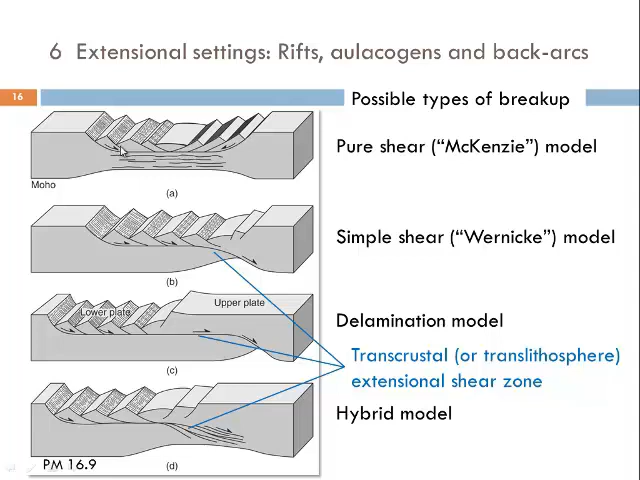 6 Extensional settings: Rifts, aulacogens and back-arcs
16
Possible types of breakup
Pure shear (“McKenzie”) model
Moho
(a)
Simple shear (“Wernicke”) model
(b)
Lower plate
Upper plate
Delamination model
Transcrustal (or translithosphere)
extensional shear zone
(c)
Hybrid model
PM 16.9
(d)